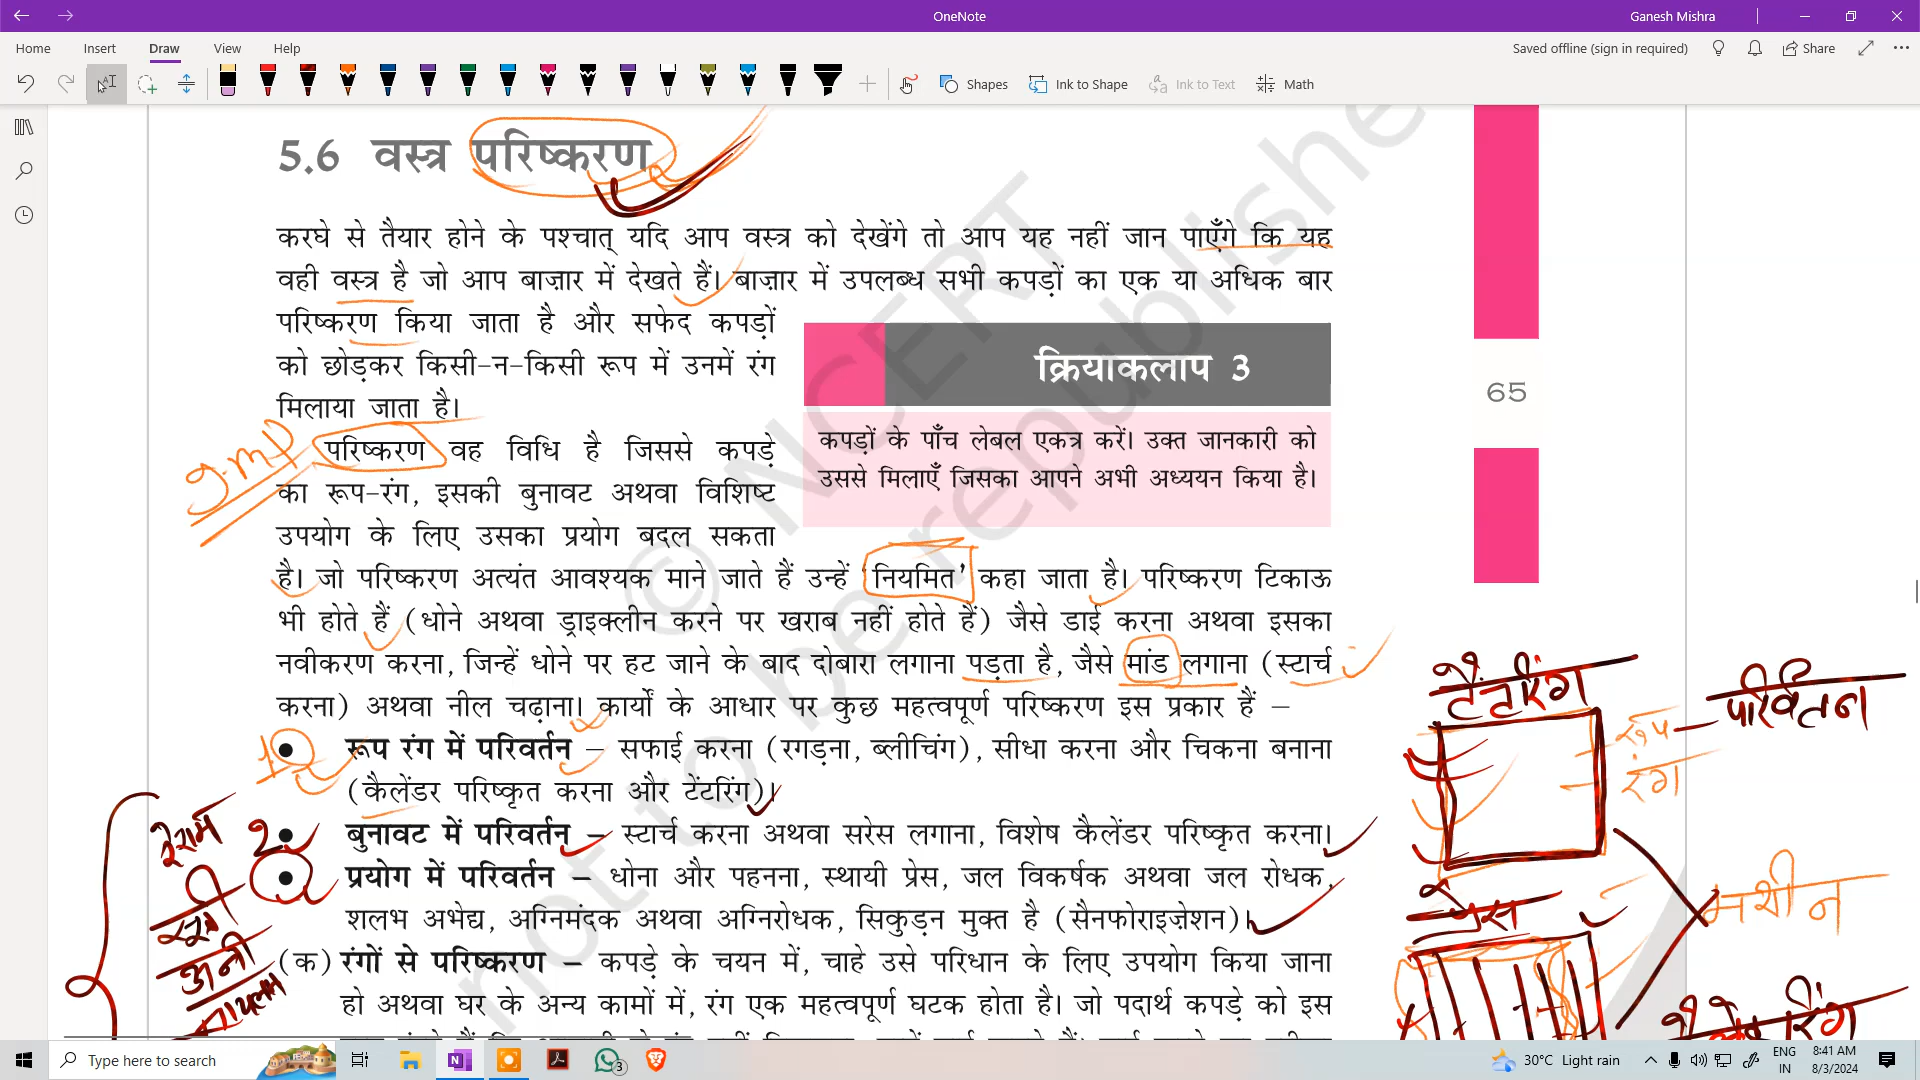 OneNote
Ganesh Mishra
Home Insert Draw View Help
Saved offline (sign in required)
Share
Shapes
Ink to Shape
Ink to Text
Math
5.6 वस्त्र परिष्करण
करघे से तैयार होने के पश्चात् यदि आप वस्त्र को देखेंगे तो आप यह नहीं जान पाएँगे कि यह
वही वस्त्र है जो आप बाज़ार में देखते हैं। बाज़ार में उपलब्ध सभी कपड़ों का एक या अधिक बार
परिष्करण किया जाता है और सफेद कपड़ों
को छोड़कर किसी-न-किसी रूप में उनमें रंग
मिलाया जाता है।
क्रियाकलाप 3
कपड़ों के पाँच लेबल एकत्र करें। उक्त जानकारी को
उससे मिलाएँ जिसका आपने अभी अध्ययन किया है।
65
परिष्करण वह विधि है जिससे कपड़े
का रूप-रंग, इसकी बुनावट अथवा विशिष्ट
उपयोग के लिए उसका प्रयोग बदल सकता
है। जो परिष्करण अत्यंत आवश्यक माने जाते हैं उन्हें 'नियमित' कहा जाता है। परिष्करण टिकाऊ
भी होते हैं (धोने अथवा ड्राइक्लीन करने पर खराब नहीं होते हैं) जैसे डाई करना अथवा इसका
नवीकरण करना, जिन्हें धोने पर हट जाने के बाद दोबारा लगाना पड़ता है, जैसे मांड लगाना (स्टार्च
करना) अथवा नील चढ़ाना। कार्यों के आधार पर कुछ महत्वपूर्ण परिष्करण इस प्रकार हैं –
• रूप रंग में परिवर्तन – सफाई करना (रगड़ना, ब्लीचिंग), सीधा करना और चिकना बनाना
(कैलेंडर परिष्कृत करना और टेंटरिंग)।
• बुनावट में परिवर्तन – स्टार्च करना अथवा सरेस लगाना, विशेष कैलेंडर परिष्कृत करना।
• प्रयोग में परिवर्तन – धोना और पहनना, स्थायी प्रेस, जल विकर्षक अथवा जल रोधक,
शलभ अभेद्य, अग्निमंदक अथवा अग्निरोधक, सिकुड़न मुक्त है (सैनफोराइज़ेशन)।
(क) रंगों से परिष्करण – कपड़े के चयन में, चाहे उसे परिधान के लिए उपयोग किया जाना
हो अथवा घर के अन्य कामों में, रंग एक महत्वपूर्ण घटक होता है। जो पदार्थ कपड़े को इस
© NCERT
not to be republishe
परिर्वतन
रूप
रंग
मशीन
Type here to search
3
30°C Light rain
ENG
IN
8:41 AM
8/3/2024